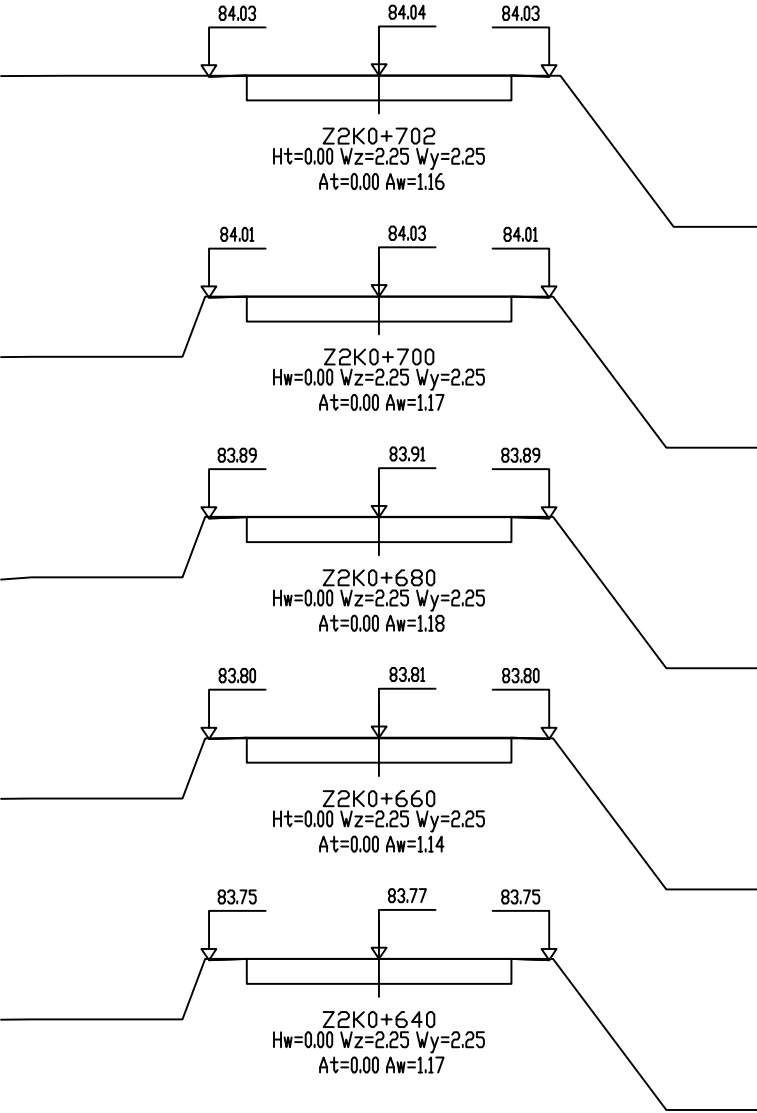 84.03 84.04 84.03
Z2K0+702
Ht=0.00 Wz=2.25 Wy=2.25
At=0.00 Aw=1.16
84.01 84.03 84.01
Z2K0+700
Hw=0.00 Wz=2.25 Wy=2.25
At=0.00 Aw=1.17
83.89 83.91 83.89
Z2K0+680
Hw=0.00 Wz=2.25 Wy=2.25
At=0.00 Aw=1.18
83.80 83.81 83.80
Z2K0+660
Ht=0.00 Wz=2.25 Wy=2.25
At=0.00 Aw=1.14
83.75 83.77 83.75
Z2K0+640
Hw=0.00 Wz=2.25 Wy=2.25
At=0.00 Aw=1.17